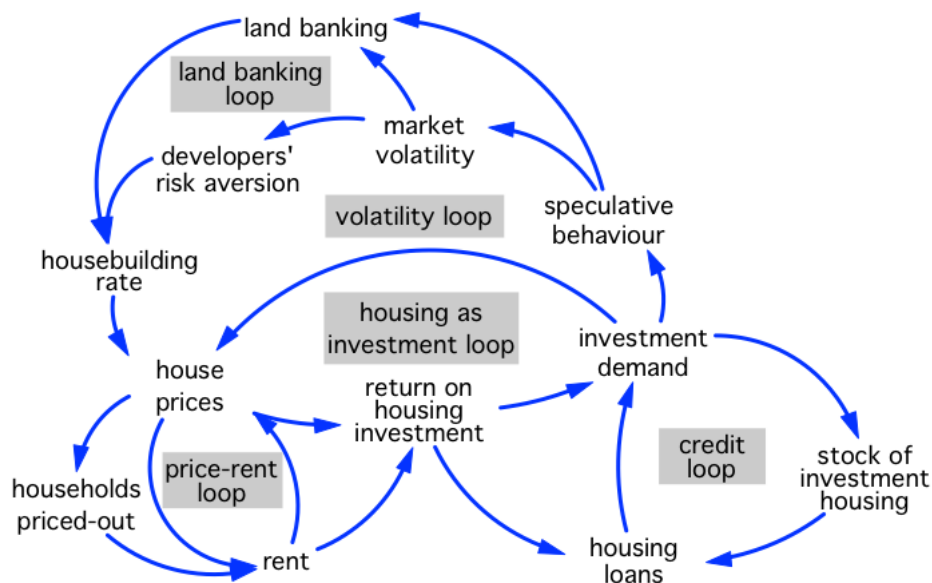 land banking
land banking
loop
market
volatility
developers'
risk aversion
volatility loop
speculative
behaviour
housebuilding
rate
housing as
investment loop
investment
demand
house
prices
return on
housing
investment
credit
loop
stock of
investment
housing
price-rent
loop
households
priced-out
rent
housing
loans